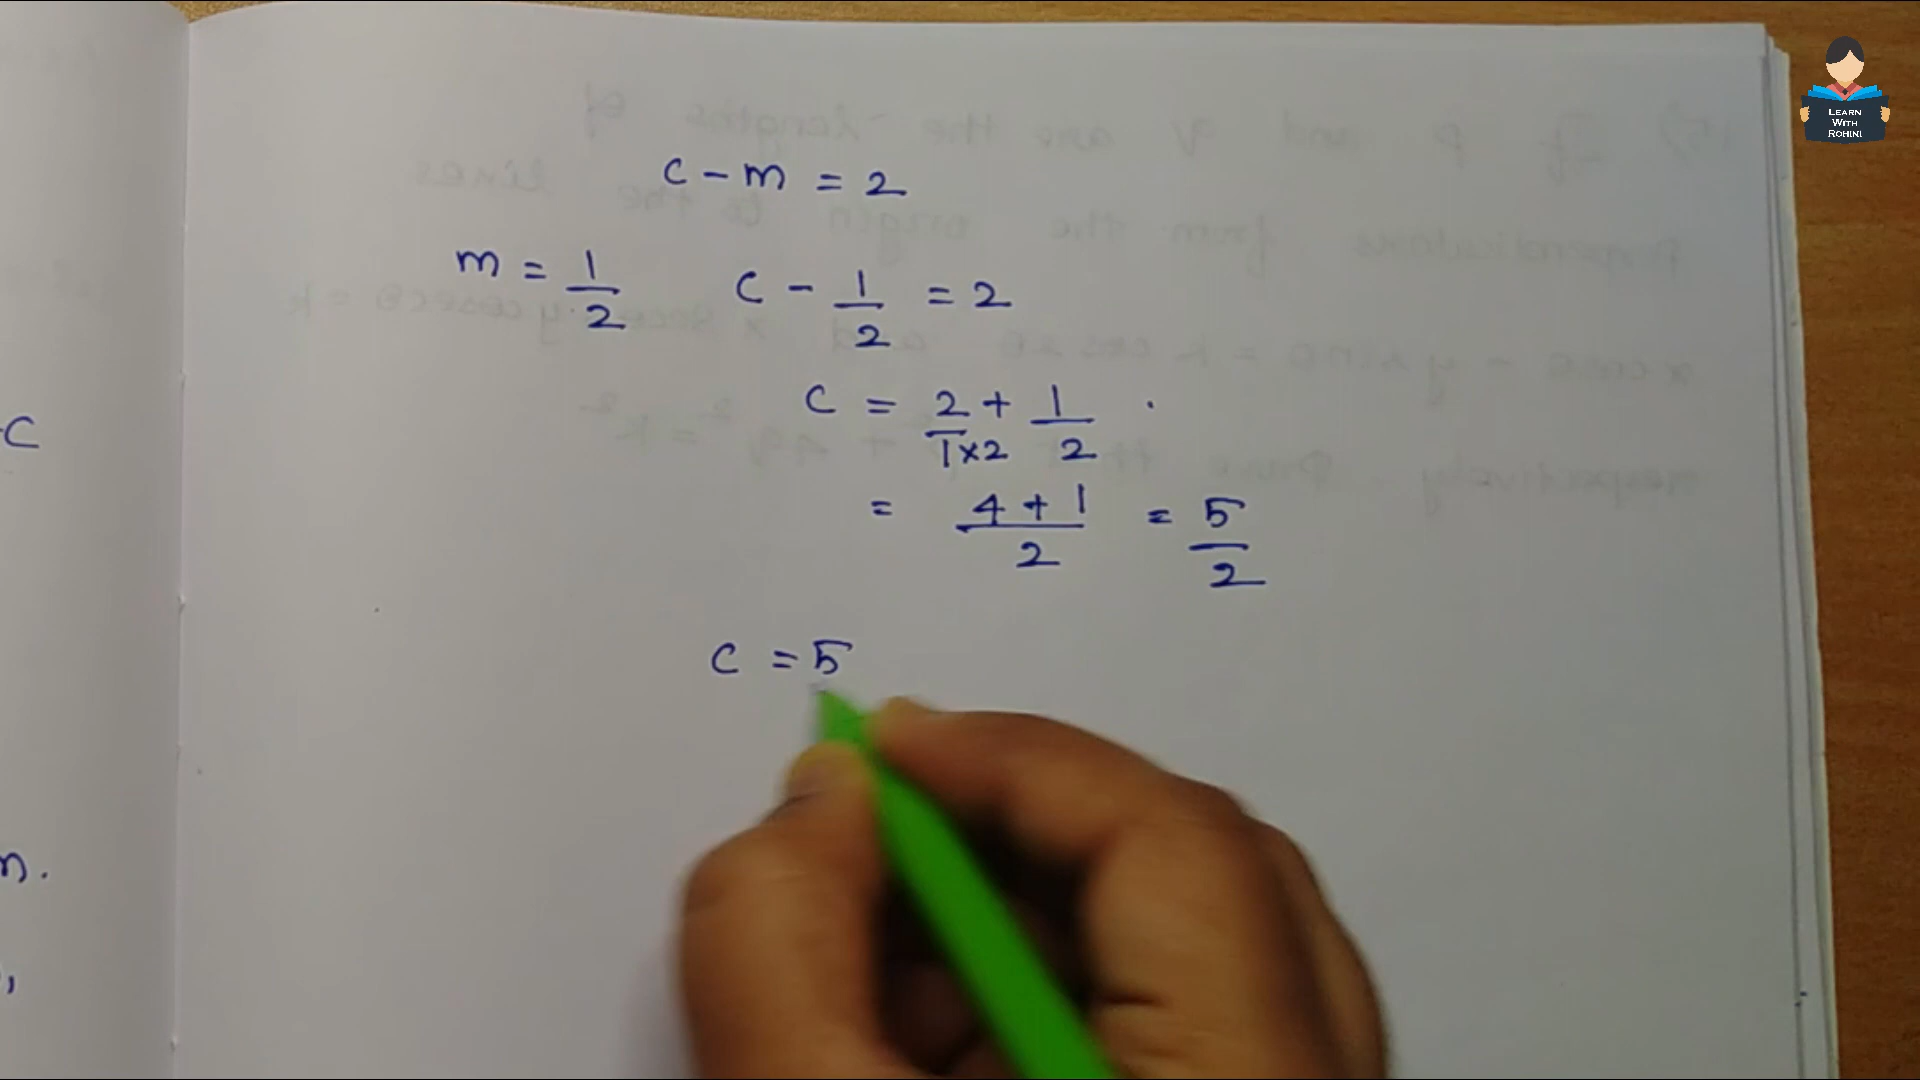 C
n.
,
c - m = 2
m = 1/2 c - 1/2 = 2
c = 2/1×2 + 1/2 .
= 4+1/2 = 5/2
c = 5
LEARN
WITH
ROHINI